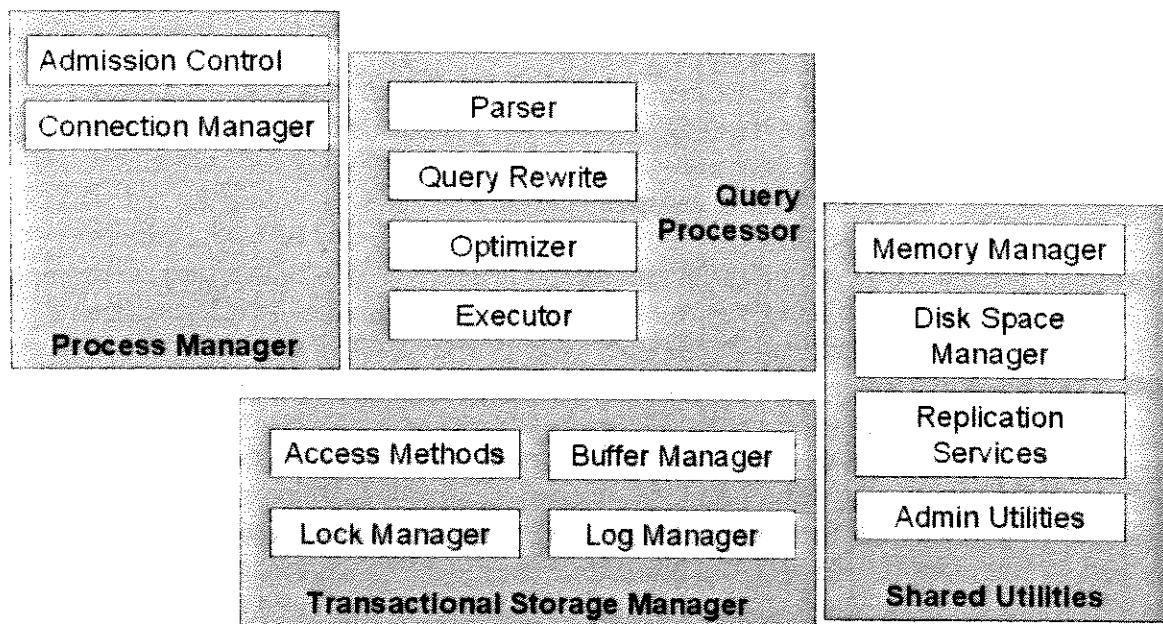 Admission Control
Connection Manager
Process Manager
Parser
Query Rewrite
Optimizer
Executor
Query
Processor
Access Methods
Buffer Manager
Lock Manager
Log Manager
Transactional Storage Manager
Memory Manager
Disk Space
Manager
Replication
Services
Admin Utilities
Shared Utilities